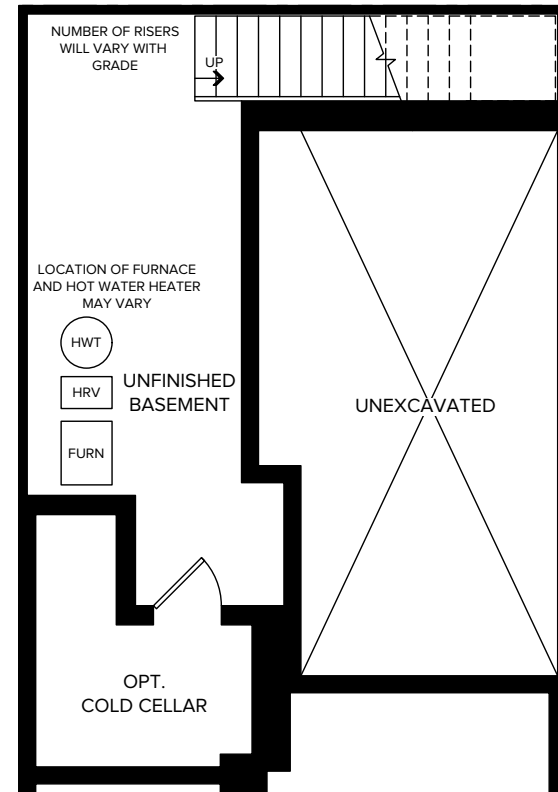 NUMBER OF RISERS
WILL VARY WITH
GRADE
UP
LOCATION OF FURNACE
AND HOT WATER HEATER
MAY VARY
HWT
HRV
FURN
UNFINISHED
BASEMENT
UNEXCAVATED
OPT.
COLD CELLAR